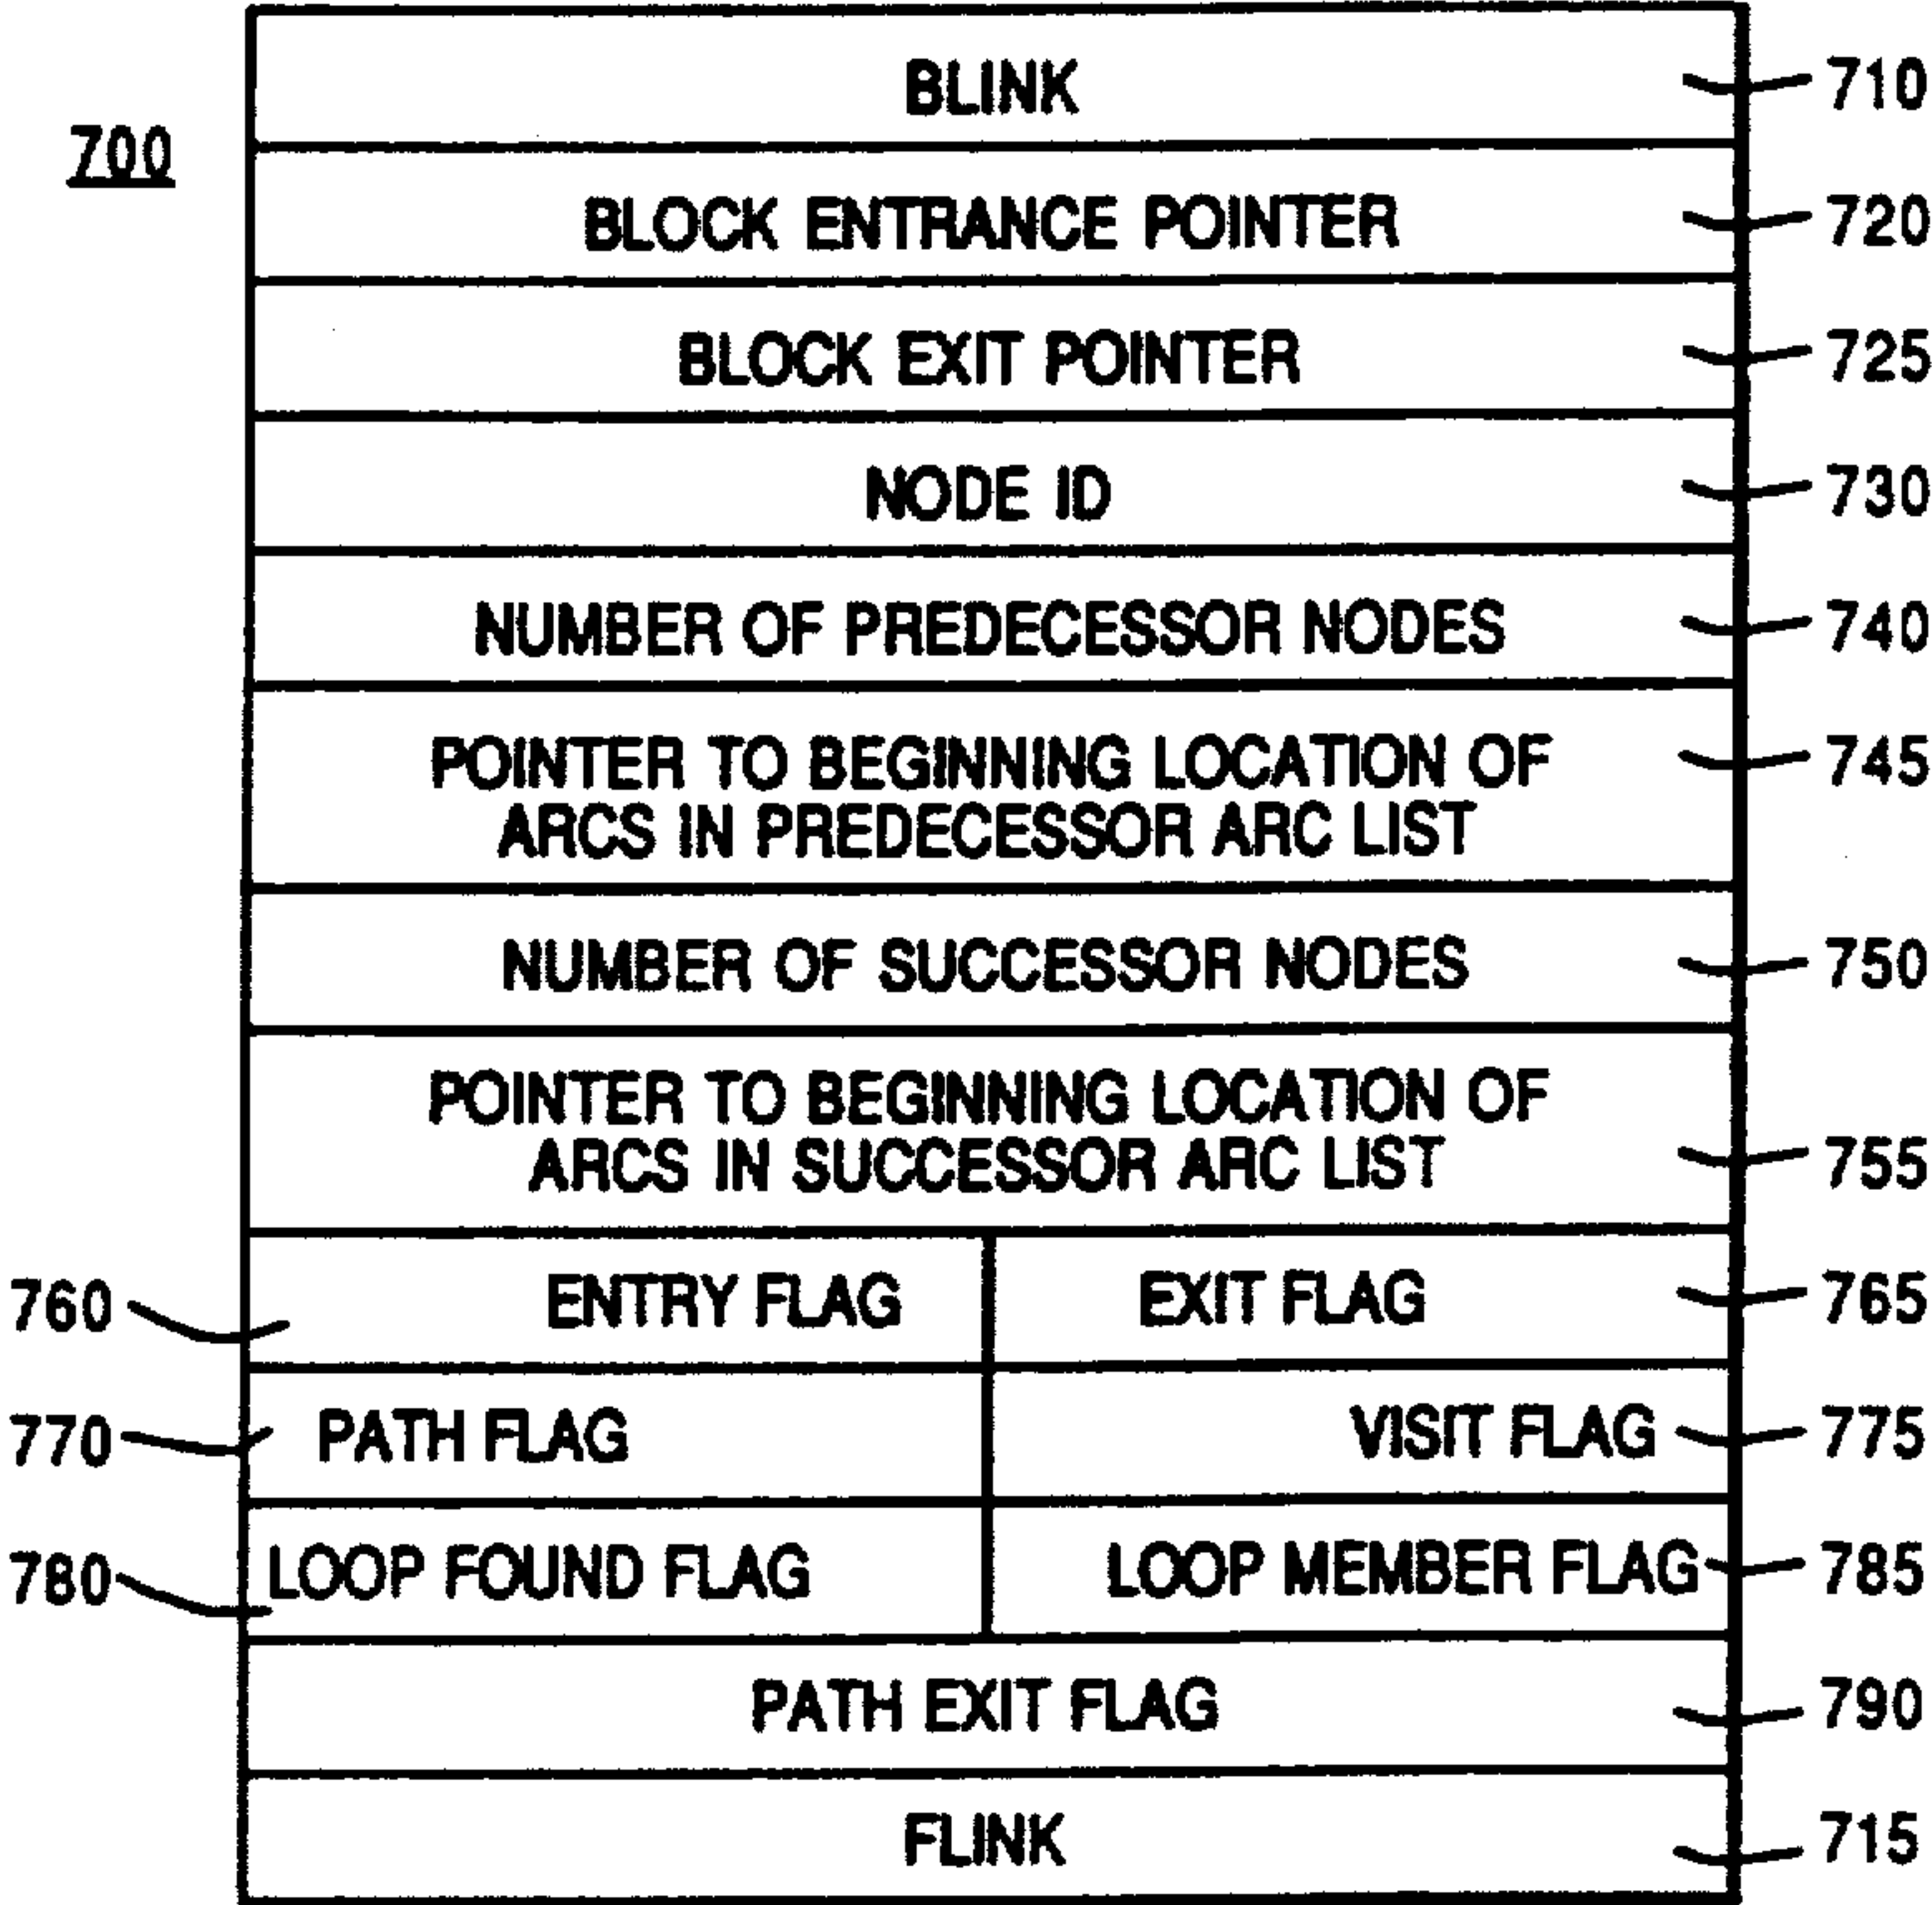 BLINK 710
700
BLOCK ENTRANCE POINTER 720
BLOCK EXIT POINTER 725
NODE ID 730
NUMBER OF PREDECESSOR NODES 740
POINTER TO BEGINNING LOCATION OF 745
ARCS IN PREDECESSOR ARC LIST
NUMBER OF SUCCESSOR NODES 750
POINTER TO BEGINNING LOCATION OF
ARCS IN SUCCESSOR ARC LIST 755
760 ENTRY FLAG EXIT FLAG 765
770 PATH FLAG VISIT FLAG 775
780 LOOP FOUND FLAG LOOP MEMBER FLAG 785
PATH EXIT FLAG 790
FLINK 715